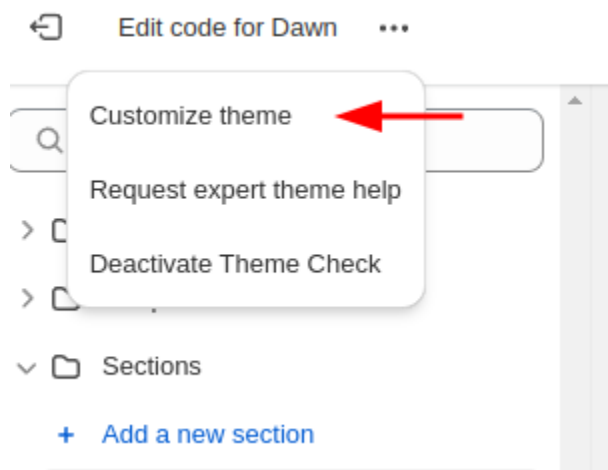 Edit code for Dawn
Customize theme
Request expert theme help
Deactivate Theme Check
Sections
+ Add a new section